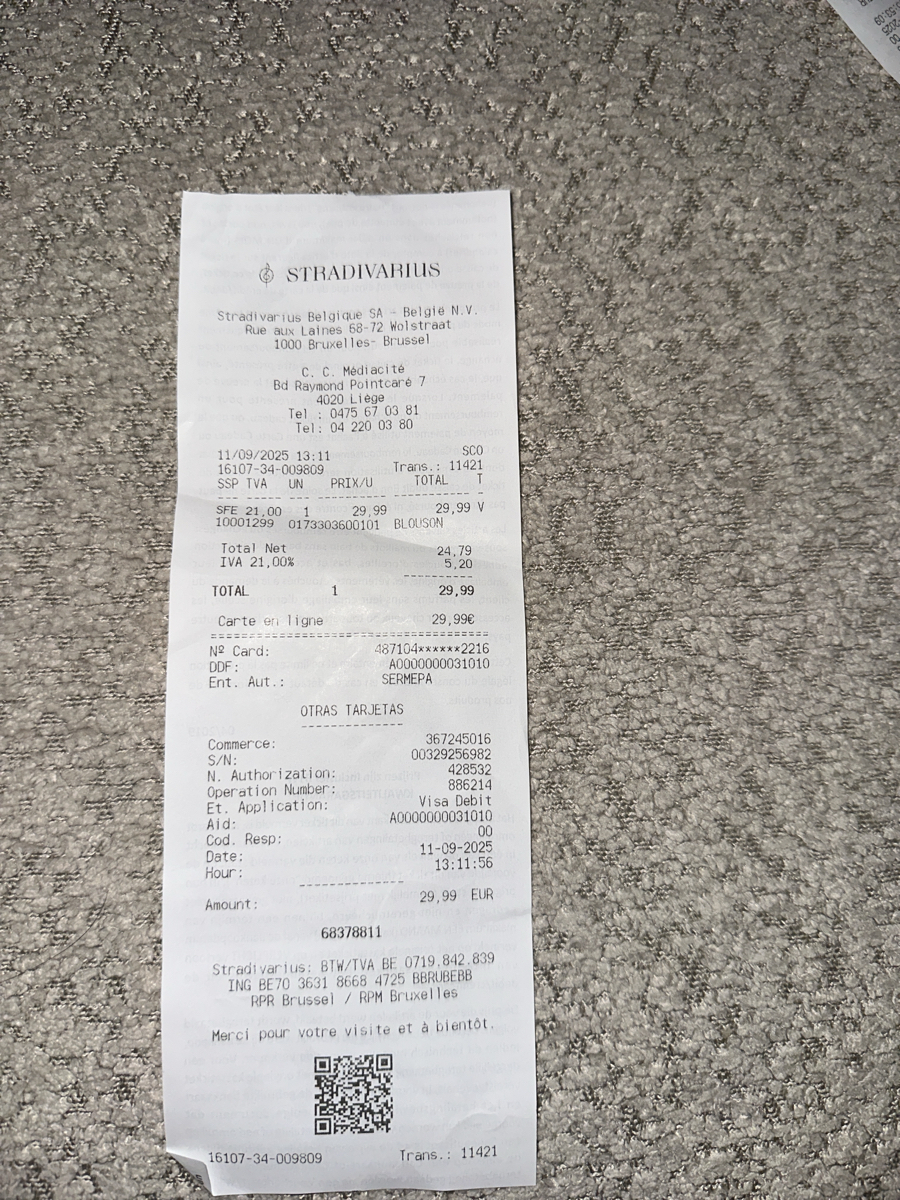 STRADIVARIUS
Stradivarius Belgique SA - België N.V.
Rue aux Laines 68-72 Wolstraat
1000 Bruxelles- Brussel
C. C. Médiacité
Bd Raymond Pointcaré 7
4020 Liège
Tel : 0475 67 03 81
Tel: 04 220 03 80
11/09/2025 13:11 SCO
16107-34-009809 Trans.: 11421
SSP TVA UN PRIX/U TOTAL T
SFE 21,00 1 29,99 29,99 V
10001299 0173303600101 BLOUSON
Total Net 24,79
IVA 21,00% 5,20
TOTAL 1 29,99
Carte en ligne 29,99€
Nº Card: 487104******2216
DDF: A0000000031010
Ent. Aut.: SERMEPA
OTRAS TARJETAS
Commerce: 367245016
S/N: 00329256982
N. Authorization: 428532
Operation Number: 886214
Et. Application: Visa Debit
Aid: A0000000031010
Cod. Resp: 00
Date: 11-09-2025
Hour: 13:11:56
Amount: 29,99 EUR
68378811
Stradivarius: BTW/TVA BE 0719.842.839
ING BE70 3631 8668 4725 BBRUBEBB
RPR Brussel / RPM Bruxelles
Merci pour votre visite et à bientôt.
16107-34-009809 Trans.: 11421